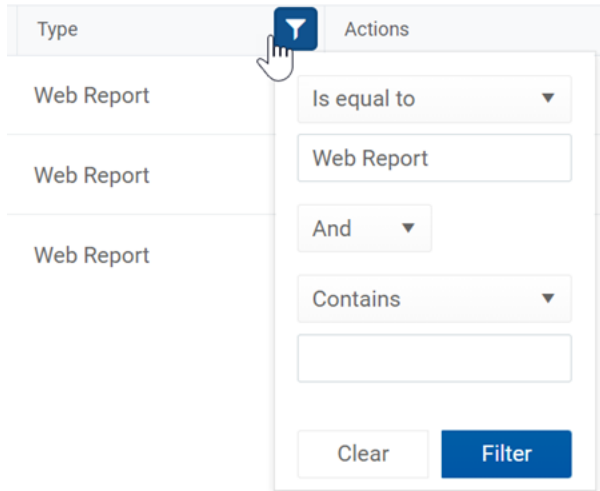 Type
Actions
Web Report
Web Report
Web Report
Is equal to
Web Report
And
Contains
Clear
Filter